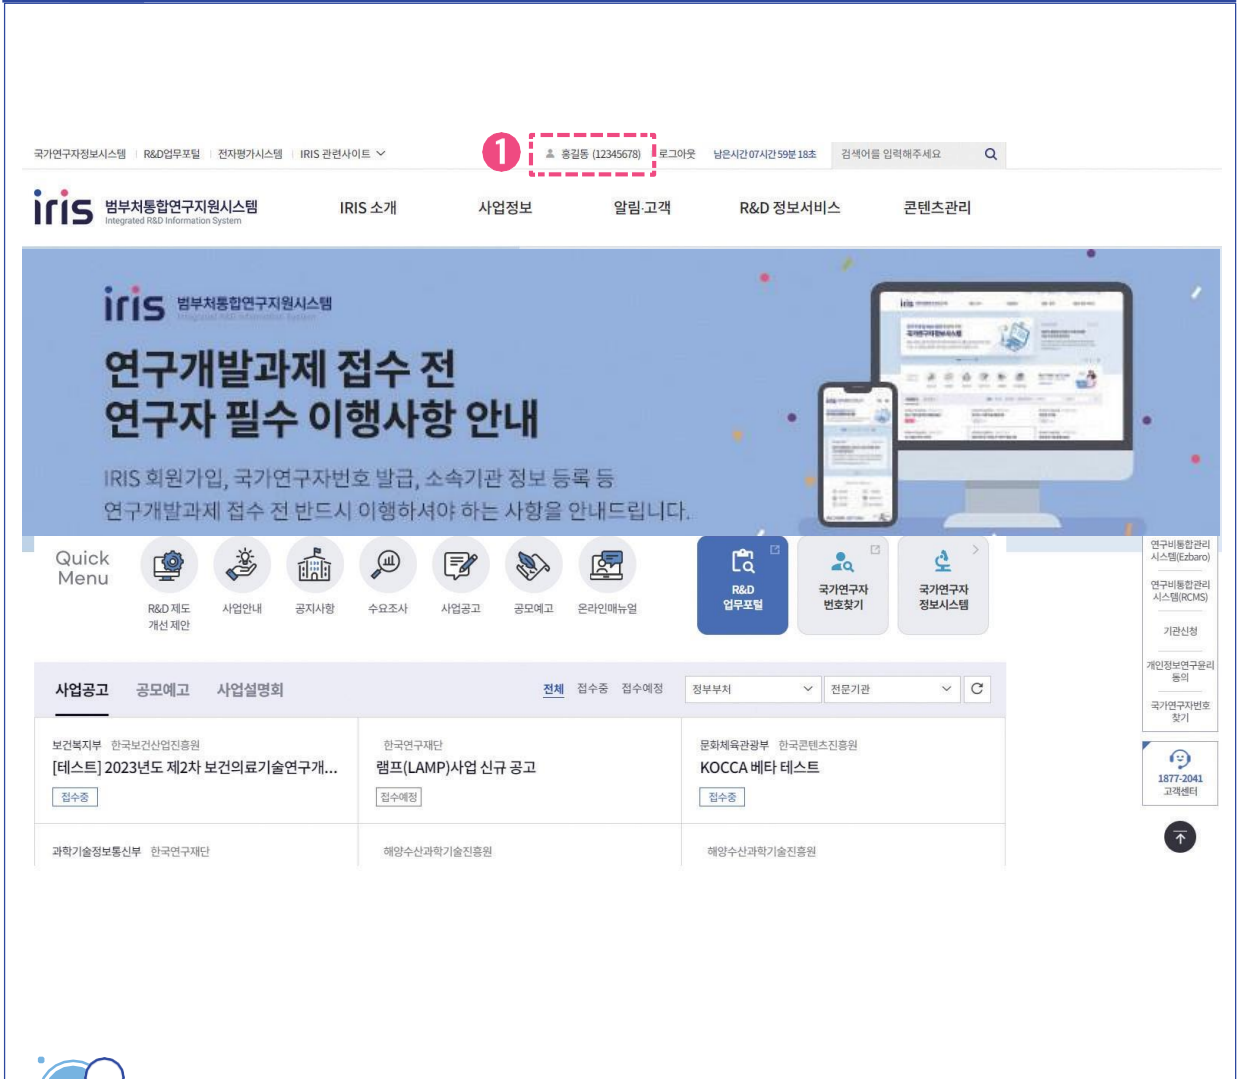 국가연구자정보시스템 R&D업무포털 전자평가시스템 IRIS 관련사이트
1 홍길동 (12345678) 로그아웃 남은시간 07시간 59분 18초 검색어를 입력해주세요
iris 범부처통합연구지원시스템
Integrated R&D Information System
IRIS 소개 사업정보 알림·고객 R&D 정보서비스 콘텐츠관리
iris 범부처통합연구지원시스템
Integrated R&D Information System
연구개발과제 접수 전
연구자 필수 이행사항 안내
IRIS 회원가입, 국가연구자번호 발급, 소속기관 정보 등록 등
연구개발과제 접수 전 반드시 이행하셔야 하는 사항을 안내드립니다.
iris
국가연구자정보시스템
Quick
Menu
R&D 제도
개선 제안
사업안내
공지사항
수요조사
사업공고
공모예고
온라인매뉴얼
R&D
업무포털
국가연구자
번호찾기
국가연구자
정보시스템
연구비통합관리
시스템(Ezbaro)
연구비통합관리
시스템(RCMS)
기관신청
개인정보연구윤리
동의
국가연구자번호
찾기
1877-2041
고객센터
사업공고 공모예고 사업설명회 전체 접수중 접수예정 정부부처 전문기관
보건복지부 한국보건산업진흥원
[테스트] 2023년도 제2차 보건의료기술연구개...
접수중
한국연구재단
램프(LAMP)사업 신규 공고
접수예정
문화체육관광부 한국콘텐츠진흥원
KOCCA 베타 테스트
접수중
과학기술정보통신부 한국연구재단
해양수산과학기술진흥원
해양수산과학기술진흥원